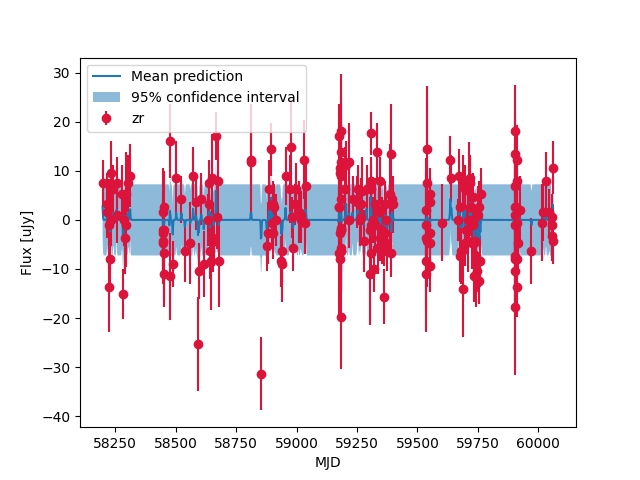 Mean prediction
95% confidence interval
zr
30
20
10
0
−10
−20
−30
−40
Flux [uJy]
58250 58500 58750 59000 59250 59500 59750 60000
MJD